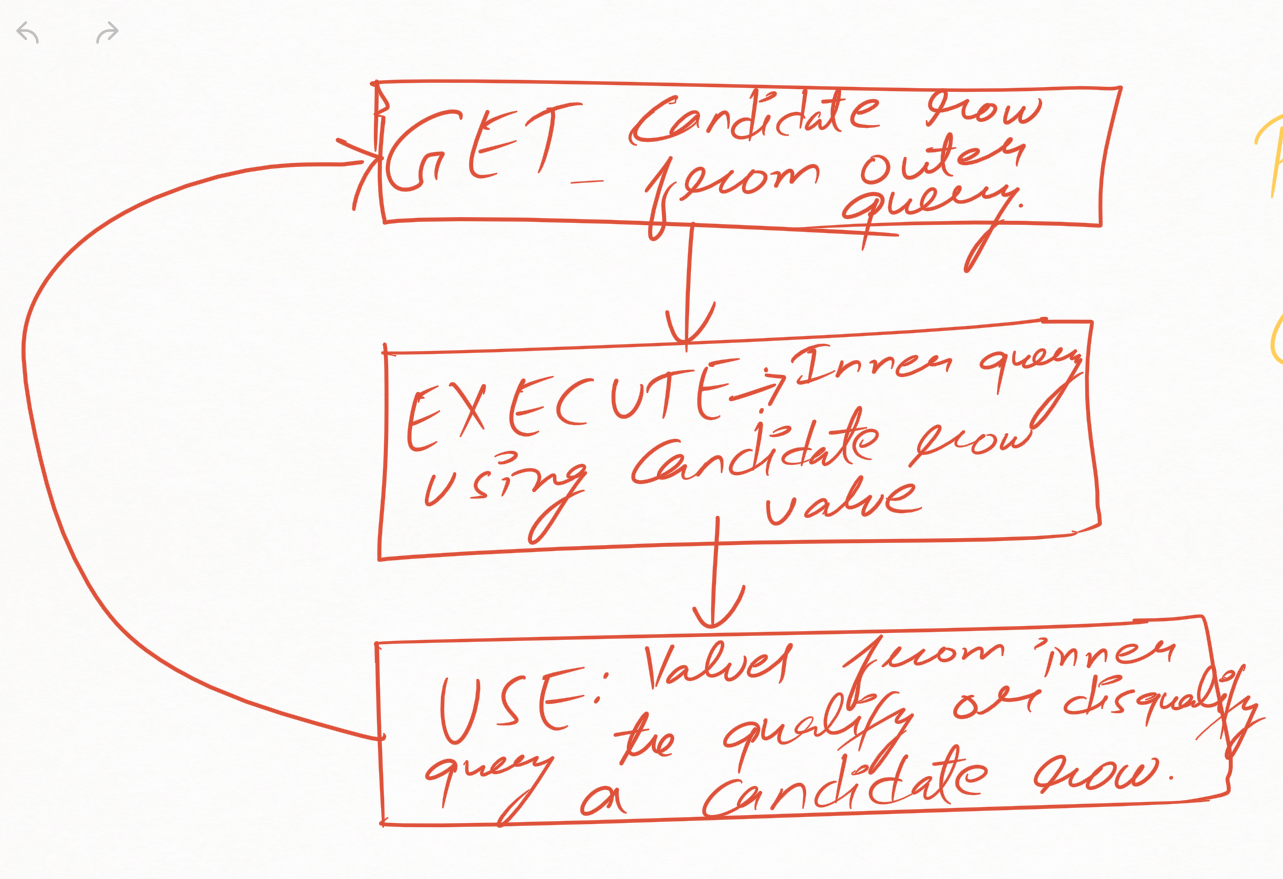 GET_ Candidate row
from outer
query.
EXECUTE → Inner query
using Candidate row
value
USE: Values from inner
query the qualify or disqualify
a candidate row.